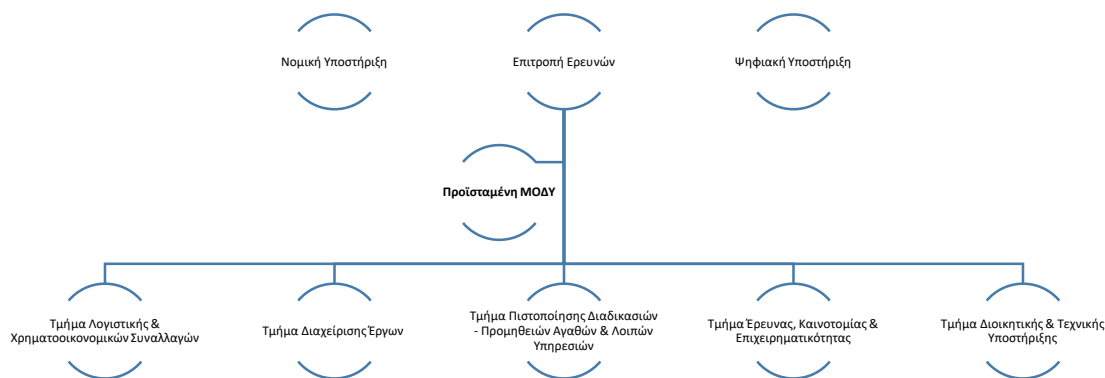 Νομική Υποστήριξη
Επιτροπή Ερευνών
Ψηφιακή Υποστήριξη
Προϊσταμένη ΜΟΔΥ
Τμήμα Λογιστικής &
Χρηματοοικονομικών Συναλλαγών
Τμήμα Διαχείρισης Έργων
Τμήμα Πιστοποίησης Διαδικασιών
- Προμηθειών Αγαθών & Λοιπών
Υπηρεσιών
Τμήμα Έρευνας, Καινοτομίας &
Επιχειρηματικότητας
Τμήμα Διοικητικής & Τεχνικής
Υποστήριξης